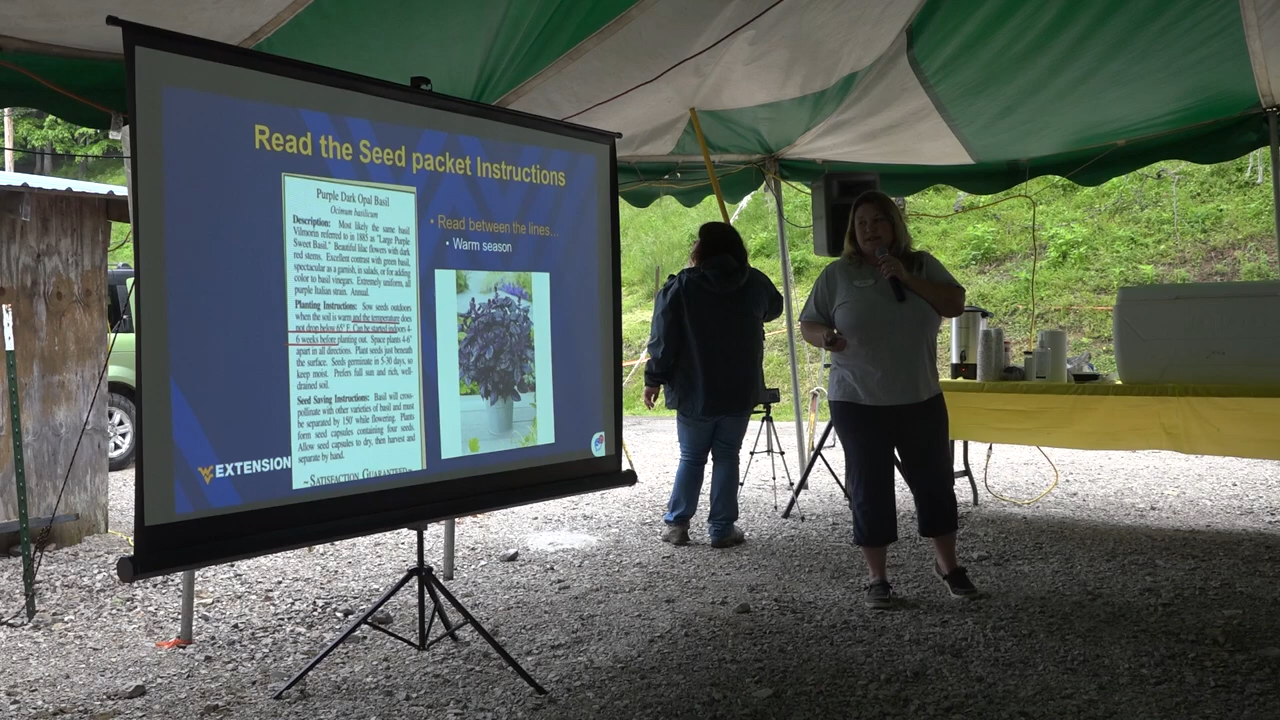 Read the Seed packet Instructions
Purple Dark Opal Basil
Ocimum basilicum
Description: Most likely the same basil
Vilmorin referred to in 1885 as "Large Purple
Sweet Basil." Beautiful lilac flowers with dark
red stems. Excellent contrast with green basil,
spectacular as a garnish, in salads, or for adding
color to basil vinegars. Extremely uniform, all
purple Italian strain. Annual.
Planting Instructions: Sow seeds outdoors
when the soil is warm and the temperature does
not drop below 65° F. Can be started indoors 4-
6 weeks before planting out. Space plants 4-6"
apart in all directions. Plant seeds just beneath
the surface. Seeds germinate in 5-30 days, so
keep moist. Prefers full sun and rich, well-
drained soil.
Seed Saving Instructions: Basil will cross-
pollinate with other varieties of basil and must
be separated by 150' while flowering. Plants
form seed capsules containing four seeds.
Allow seed capsules to dry, then harvest and
separate by hand.
~ SATISFACTION GUARANTEED ~
• Read between the lines...
• Warm season
WV EXTENSION